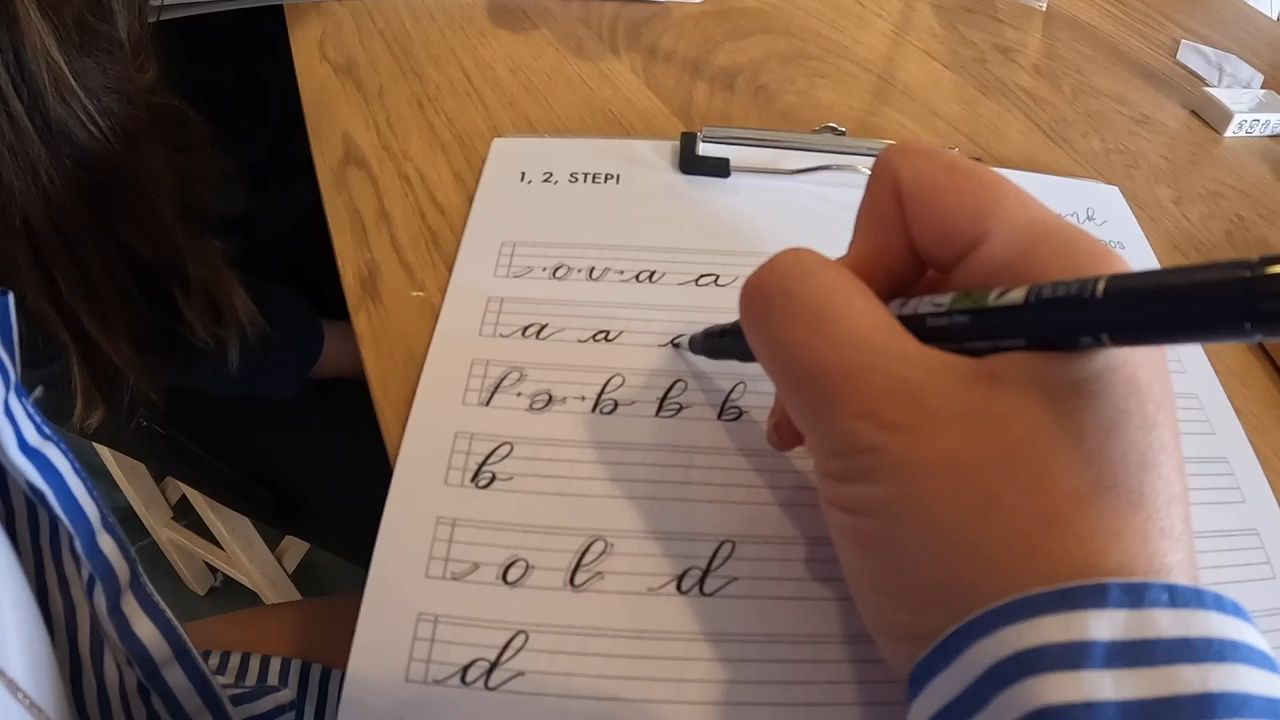 1, 2, STEP!
o v a a
a a
b b b
b
o l d
d